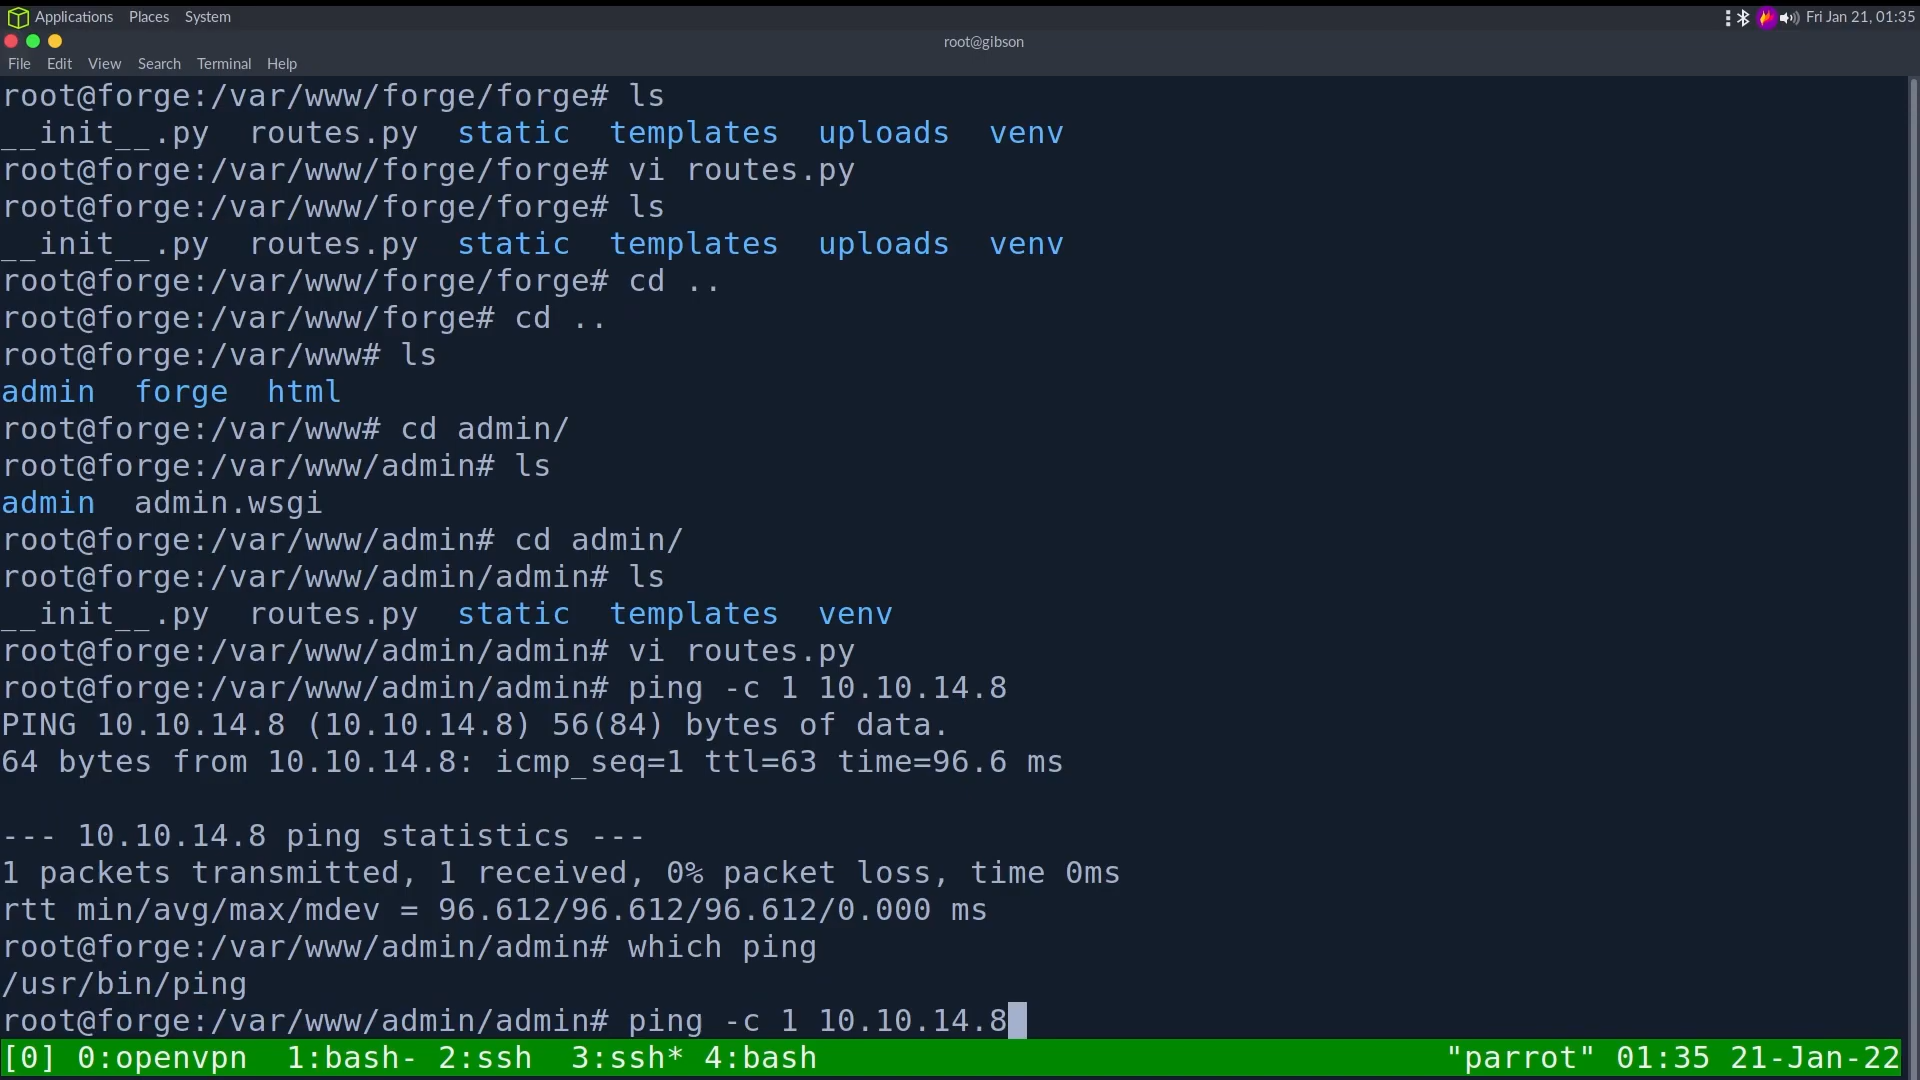 Applications Places System Fri Jan 21, 01:35
root@gibson
File Edit View Search Terminal Help
root@forge:/var/www/forge/forge# ls
__init__.py  routes.py  static  templates  uploads  venv
root@forge:/var/www/forge/forge# vi routes.py
root@forge:/var/www/forge/forge# ls
__init__.py  routes.py  static  templates  uploads  venv
root@forge:/var/www/forge/forge# cd ..
root@forge:/var/www/forge# cd ..
root@forge:/var/www# ls
admin  forge  html
root@forge:/var/www# cd admin/
root@forge:/var/www/admin# ls
admin  admin.wsgi
root@forge:/var/www/admin# cd admin/
root@forge:/var/www/admin/admin# ls
__init__.py  routes.py  static  templates  venv
root@forge:/var/www/admin/admin# vi routes.py
root@forge:/var/www/admin/admin# ping -c 1 10.10.14.8
PING 10.10.14.8 (10.10.14.8) 56(84) bytes of data.
64 bytes from 10.10.14.8: icmp_seq=1 ttl=63 time=96.6 ms
--- 10.10.14.8 ping statistics ---
1 packets transmitted, 1 received, 0% packet loss, time 0ms
rtt min/avg/max/mdev = 96.612/96.612/96.612/0.000 ms
root@forge:/var/www/admin/admin# which ping
/usr/bin/ping
root@forge:/var/www/admin/admin# ping -c 1 10.10.14.8
[0] 0:openvpn  1:bash- 2:ssh  3:ssh* 4:bash "parrot" 01:35 21-Jan-22